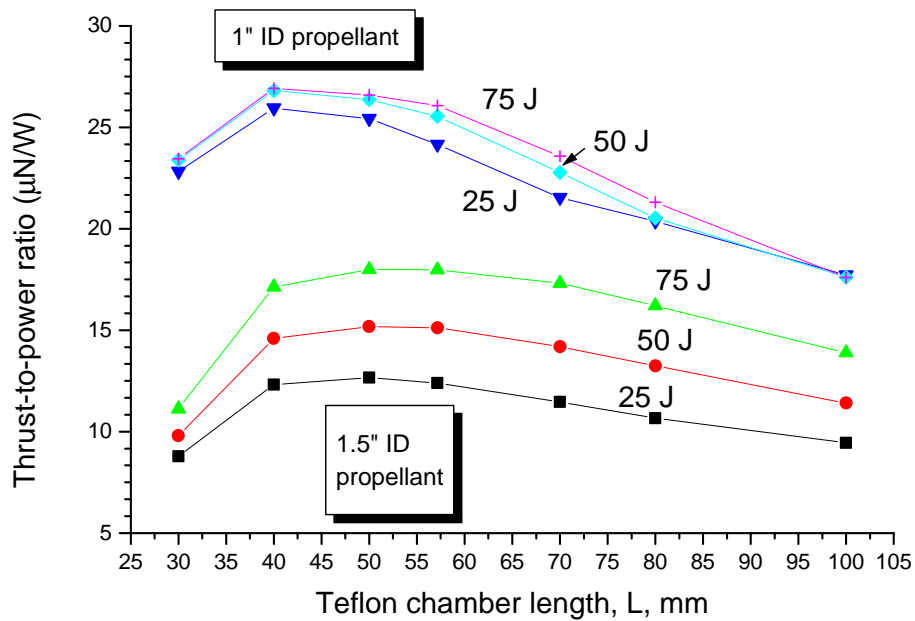 30
25
20
15
10
5
Thrust-to-power ratio (μN/W)
1" ID propellant
75 J
50 J
25 J
75 J
50 J
25 J
1.5" ID
propellant
25 30 35 40 45 50 55 60 65 70 75 80 85 90 95 100 105
Teflon chamber length, L, mm